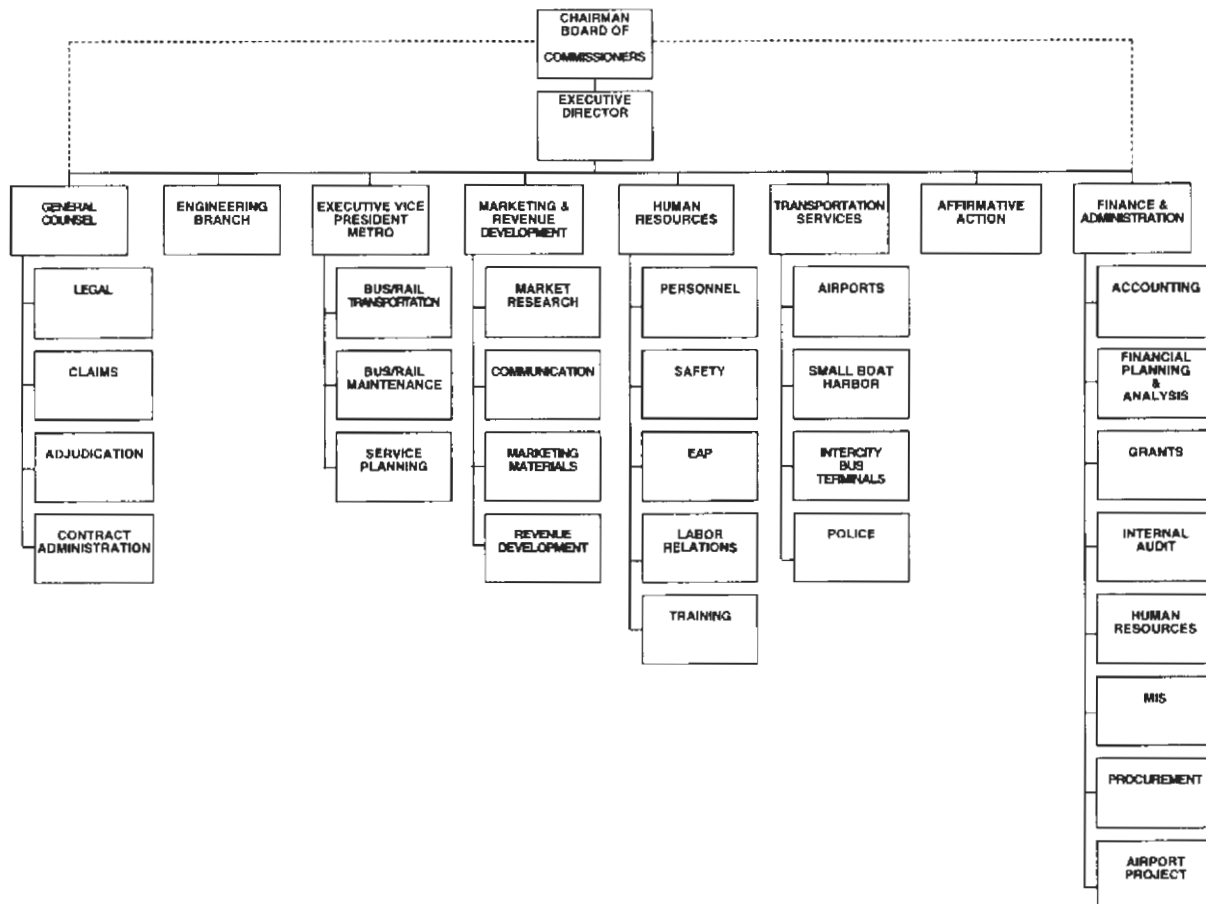 CHAIRMAN
BOARD OF
COMMISSIONERS
EXECUTIVE
DIRECTOR
GENERAL
COUNSEL
ENGINEERING
BRANCH
EXECUTIVE VICE
PRESIDENT
METRO
MARKETING &
REVENUE
DEVELOPMENT
HUMAN
RESOURCES
TRANSPORTATION
SERVICES
AFFIRMATIVE
ACTION
FINANCE &
ADMINISTRATION
LEGAL
CLAIMS
ADJUDICATION
CONTRACT
ADMINISTRATION
BUS/RAIL
TRANSPORTATION
BUS/RAIL
MAINTENANCE
SERVICE
PLANNING
MARKET
RESEARCH
COMMUNICATION
MARKETING
MATERIALS
REVENUE
DEVELOPMENT
PERSONNEL
SAFETY
EAP
LABOR
RELATIONS
TRAINING
AIRPORTS
SMALL BOAT
HARBOR
INTERCITY
BUS
TERMINALS
POLICE
ACCOUNTING
FINANCIAL
PLANNING
&
ANALYSIS
GRANTS
INTERNAL
AUDIT
HUMAN
RESOURCES
MIS
PROCUREMENT
AIRPORT
PROJECT